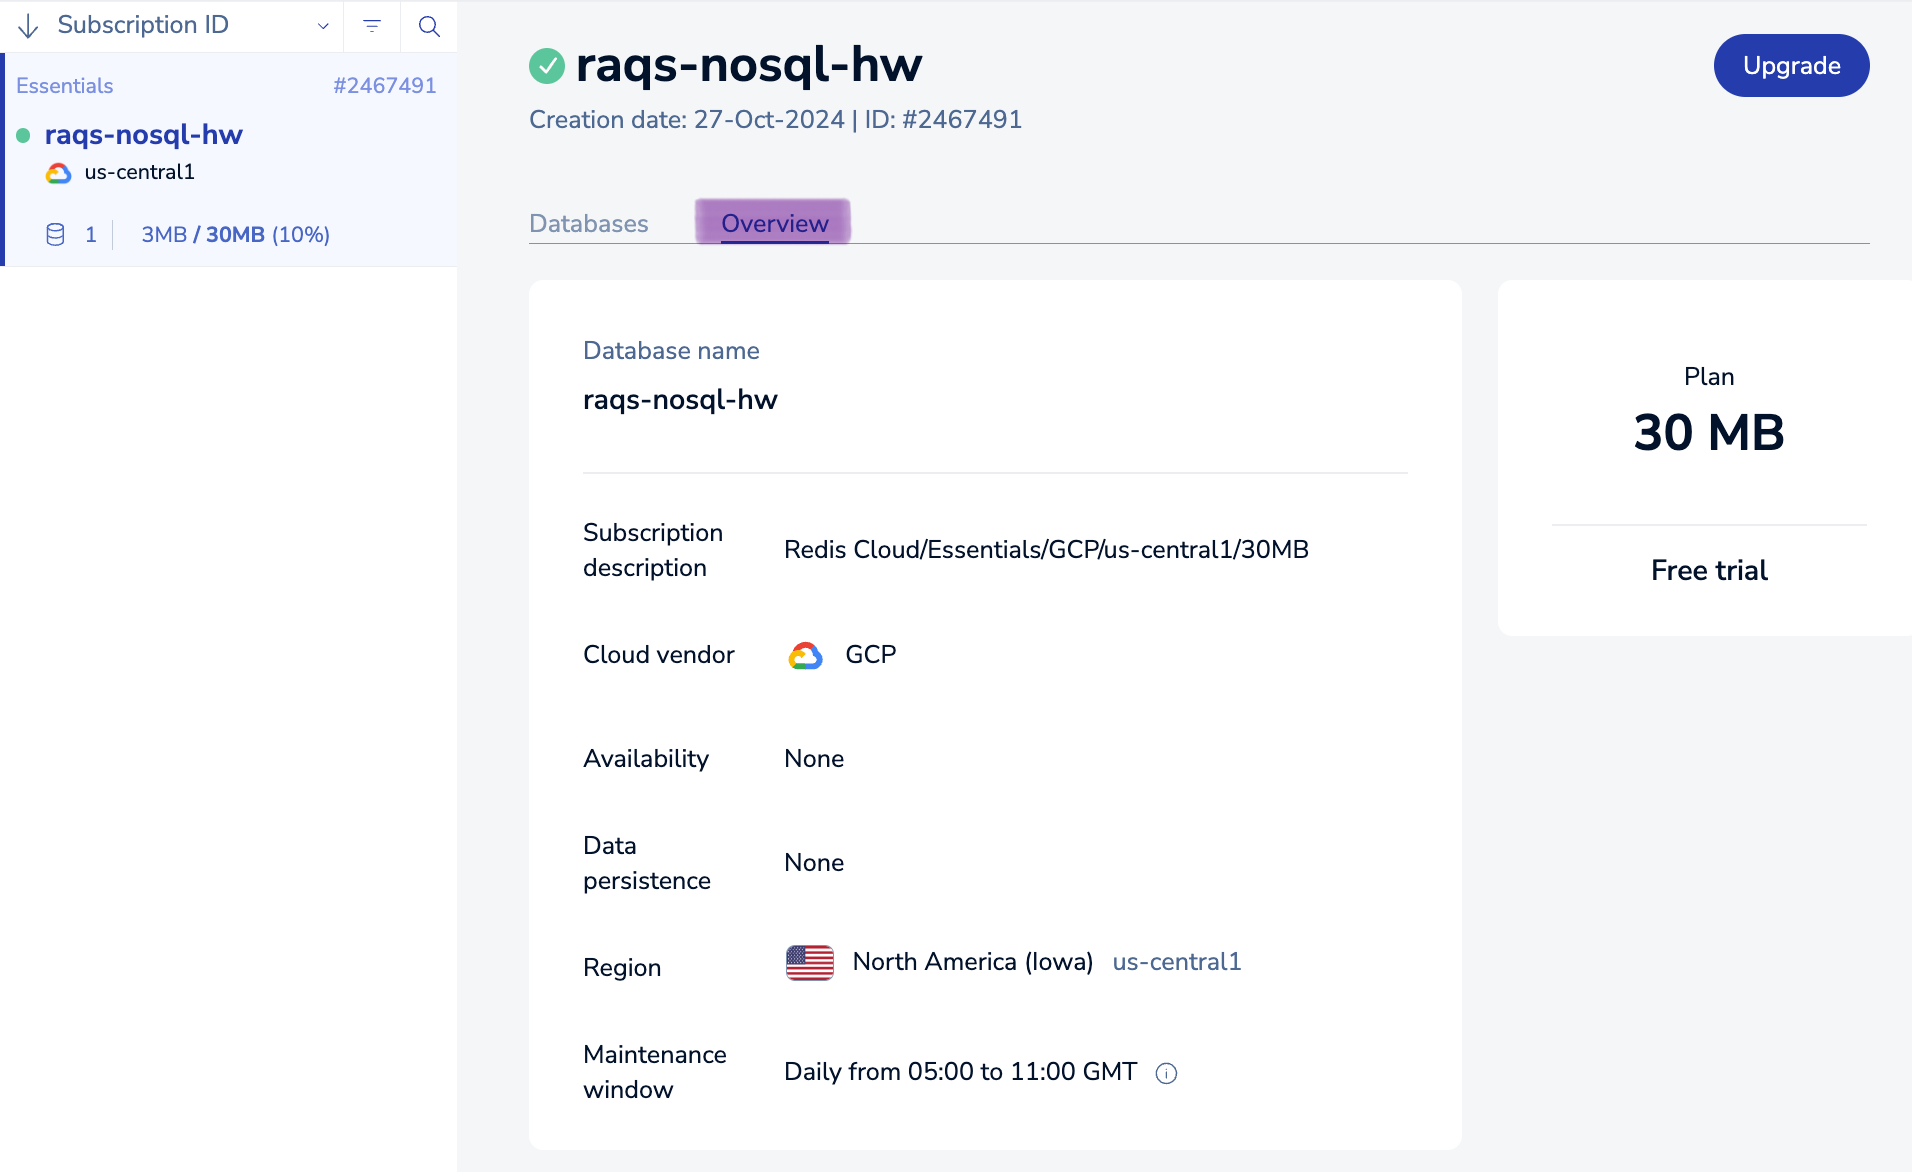 Subscription ID
Essentials #2467491
raqs-nosql-hw
us-central1
1 3MB / 30MB (10%)
raqs-nosql-hw
Upgrade
Creation date: 27-Oct-2024 | ID: #2467491
Databases Overview
Database name
raqs-nosql-hw
Subscription
description
Redis Cloud/Essentials/GCP/us-central1/30MB
Cloud vendor GCP
Availability None
Data
persistence
None
Region North America (Iowa) us-central1
Maintenance
window
Daily from 05:00 to 11:00 GMT
Plan
30 MB
Free trial